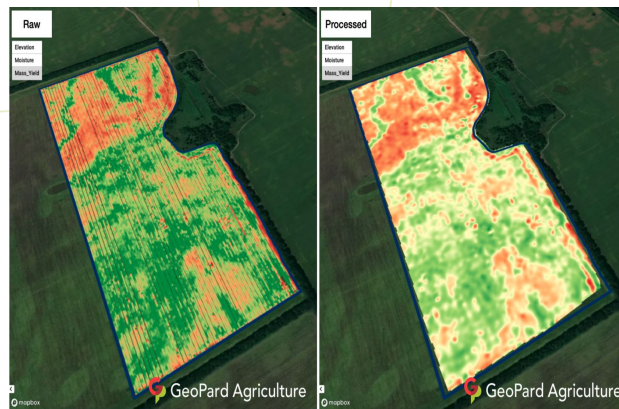 Raw
Elevation
Moisture
Mass_Yield
GeoPard Agriculture
mapbox
Processed
Elevation
Moisture
Mass_Yield
GeoPard Agriculture
mapbox